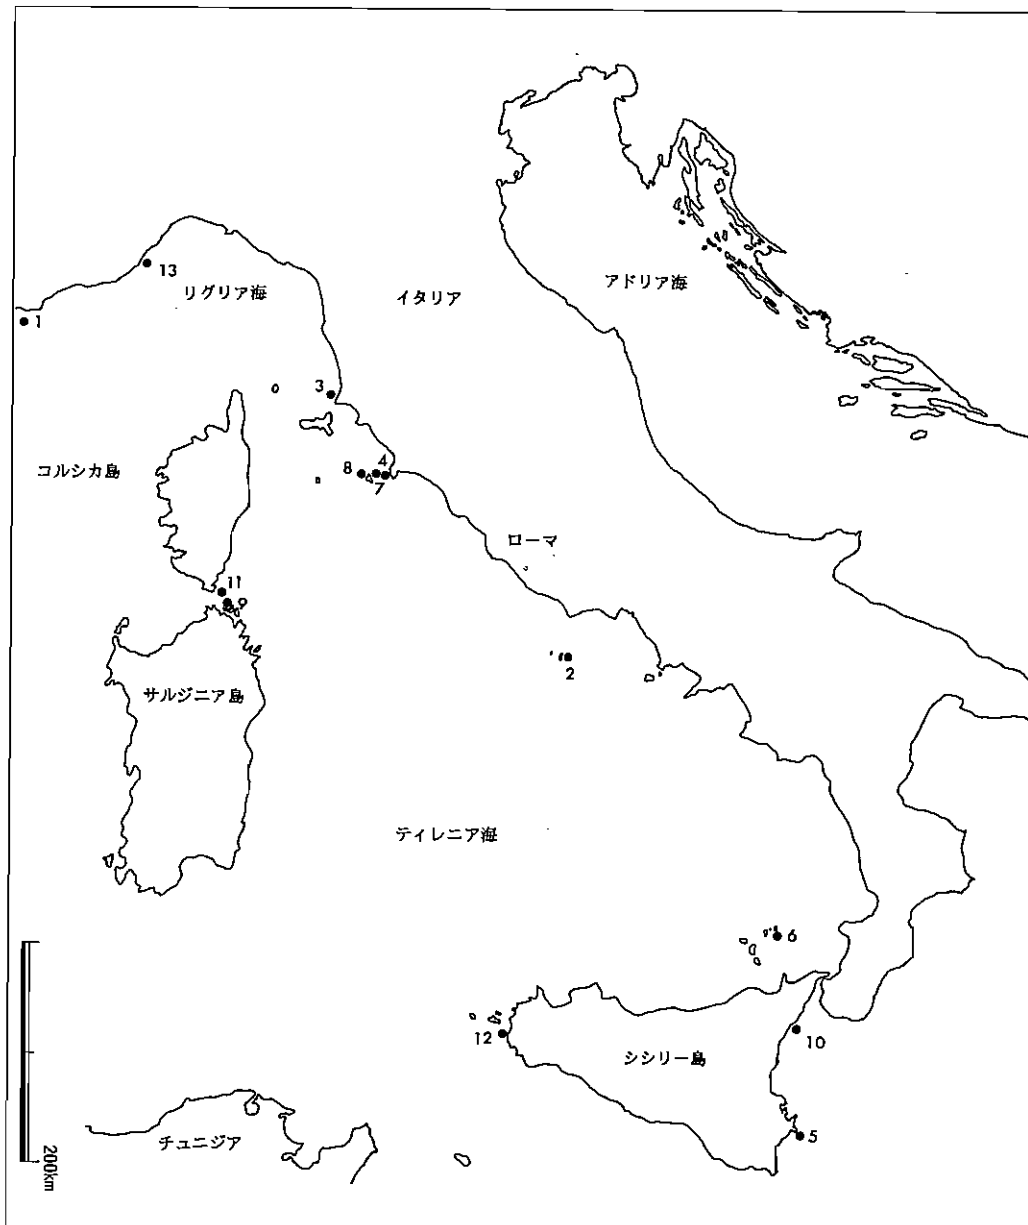 13
リグリア海
イタリア
アドリア海
1
3
コルシカ島
8
4
7
ローマ
11
9
2
サルジニア島
ティレニア海
6
12
シシリー島
10
チュニジア
5
200km